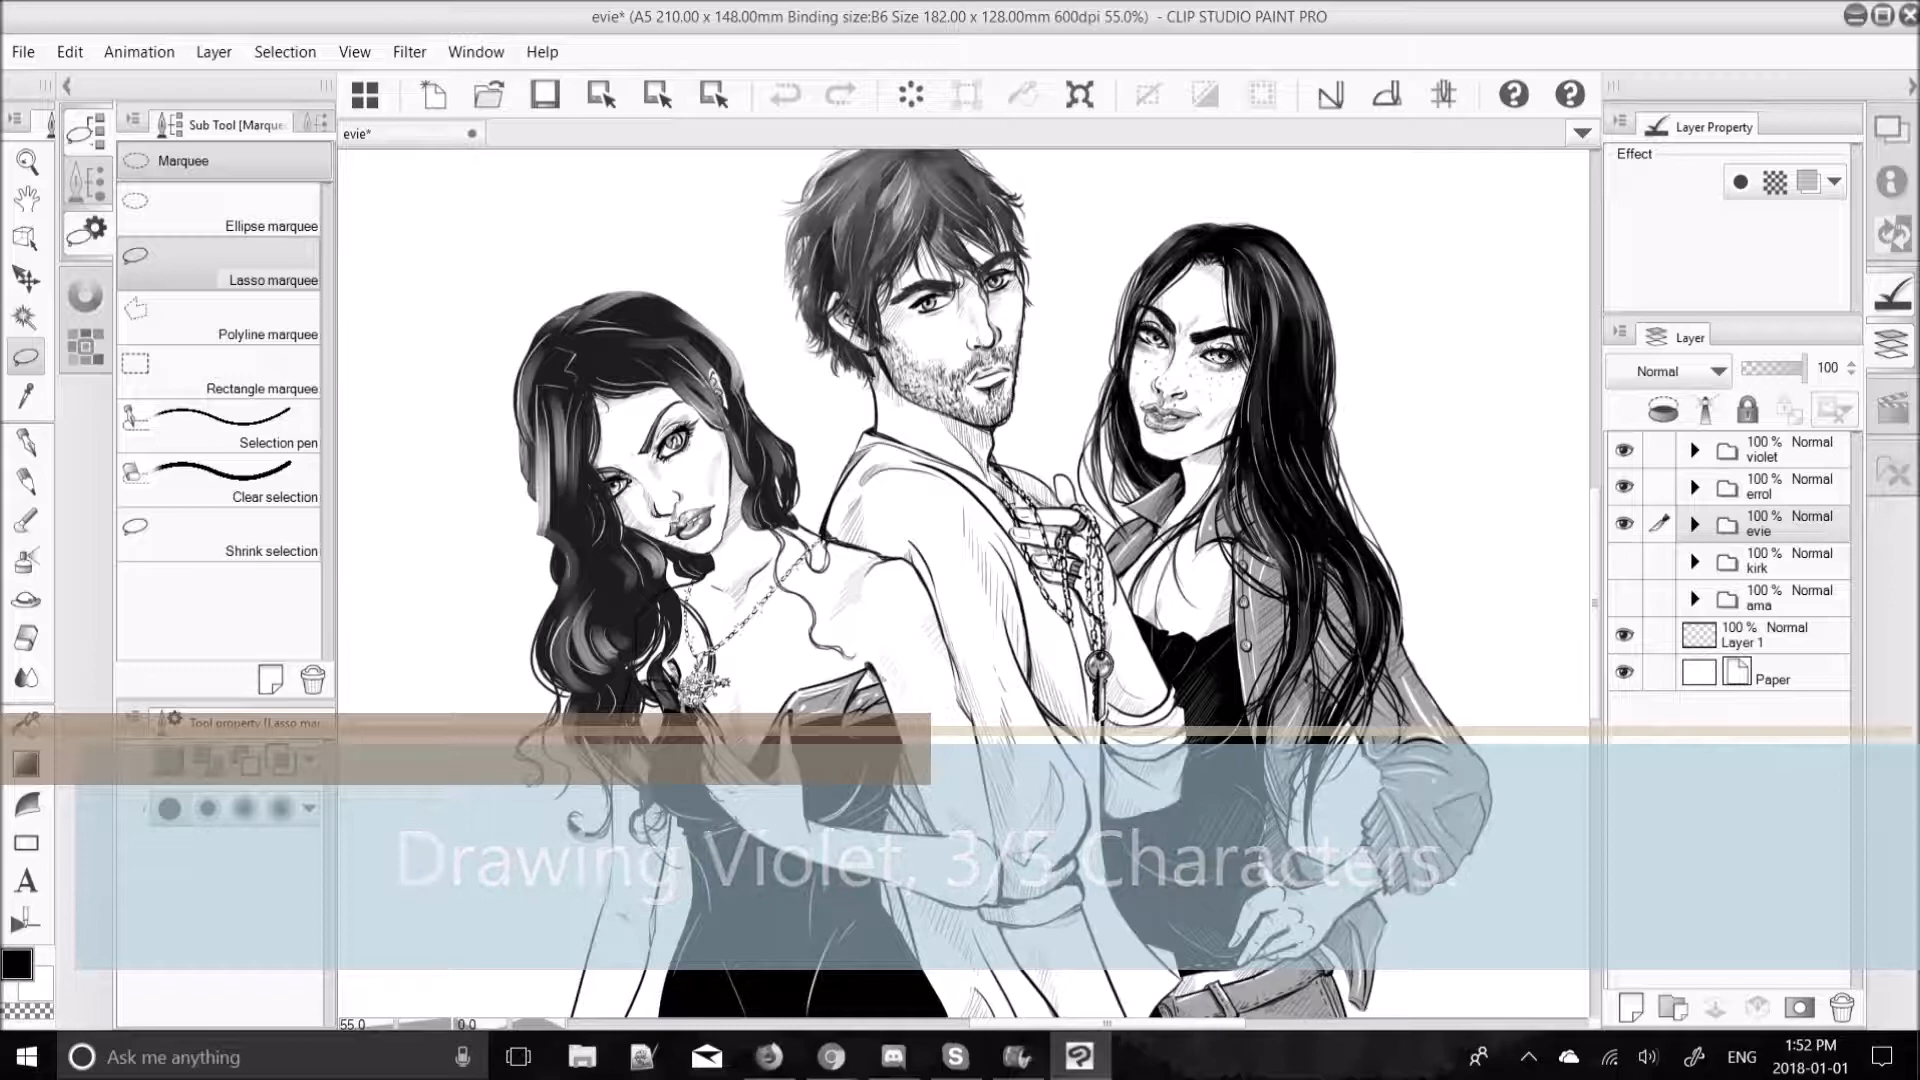 evie* (A5 210.00 x 148.00mm Binding size:B6 Size 182.00 x 128.00mm 600dpi 55.0%) - CLIP STUDIO PAINT PRO
File Edit Animation Layer Selection View Filter Window Help
Sub Tool [Marque
evie*
Layer Property
Marquee
Effect
Ellipse marquee
Lasso marquee
Polyline marquee
Rectangle marquee
Selection pen
Clear selection
Shrink selection
Layer
Normal 100
100 % Normal
violet
100 % Normal
errol
100 % Normal
evie
100 % Normal
kirk
100 % Normal
ama
100 % Normal
Layer 1
Paper
Tool property [Lasso mar
Drawing Violet, 3/5 Characters.
55.0 0.0
Ask me anything
ENG
1:52 PM
2018-01-01